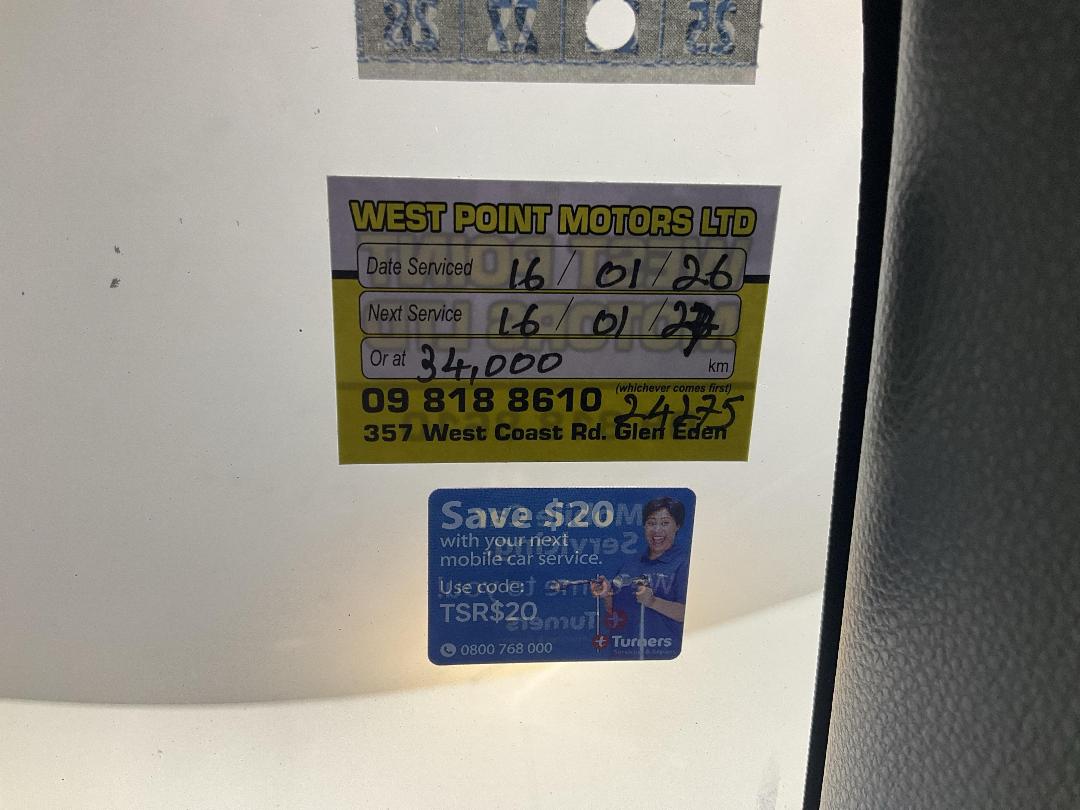 WEST POINT MOTORS LTD
Date Serviced 16 / 01 / 26
Next Service 16 / 01 / 27
Or at 34,000 km
(whichever comes first)
09 818 8610 24275
357 West Coast Rd. Glen Eden
Save $20
with your next
mobile car service.
Use code:
TSR$20
0800 768 000
Turners